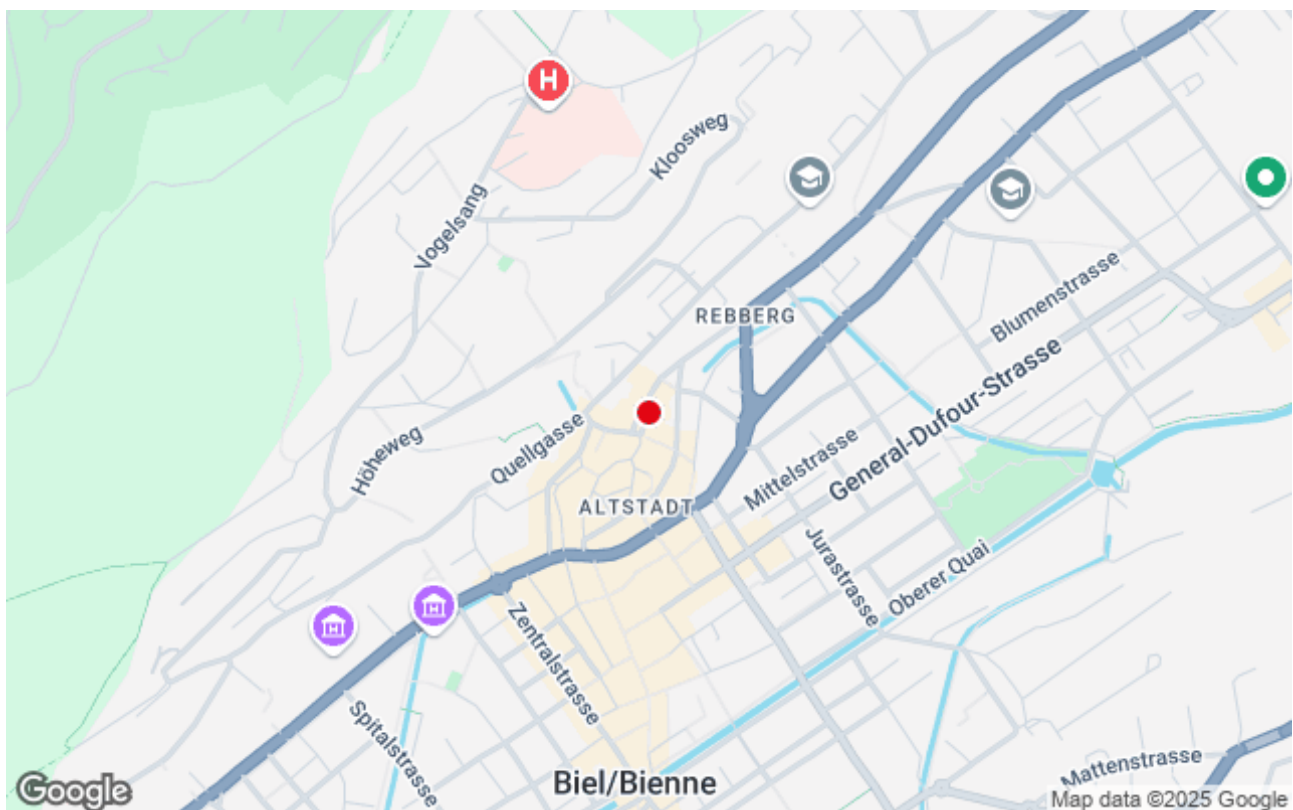 H
Kloosweg
Vogelsang
REBBERG
Blumenstrasse
General-Dufour-Strasse
Höheweg
Quellgasse
Mittelstrasse
ALTSTADT
Jurastrasse
Oberer Quai
Zentralstrasse
Spitalstrasse
Mattenstrasse
Biel/Bienne
Google
Map data ©2025 Google